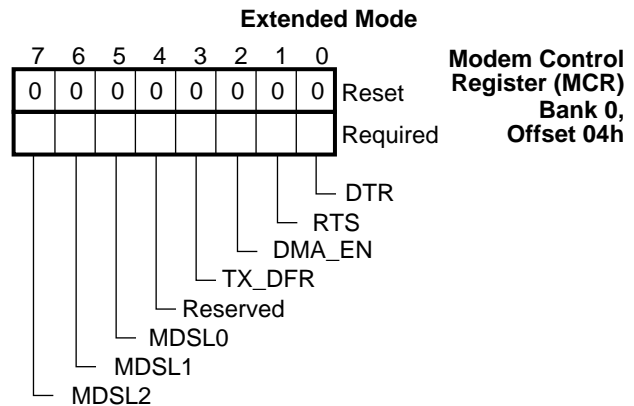 Extended Mode
7 6 5 4 3 2 1 0
Modem Control
Register (MCR)
Bank 0,
Offset 04h
0 0 0 0 0 0 0 0 Reset
Required
DTR
RTS
DMA_EN
TX_DFR
Reserved
MDSL0
MDSL1
MDSL2